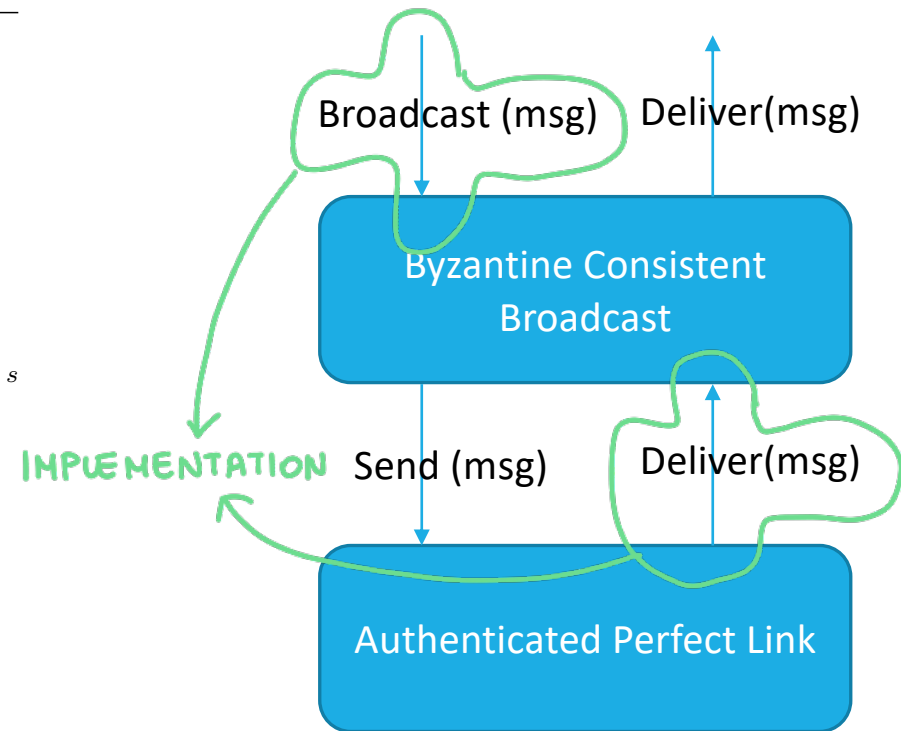 Broadcast (msg) Deliver(msg)
Byzantine Consistent
Broadcast
s
IMPLEMENTATION Send (msg) Deliver(msg)
Authenticated Perfect Link